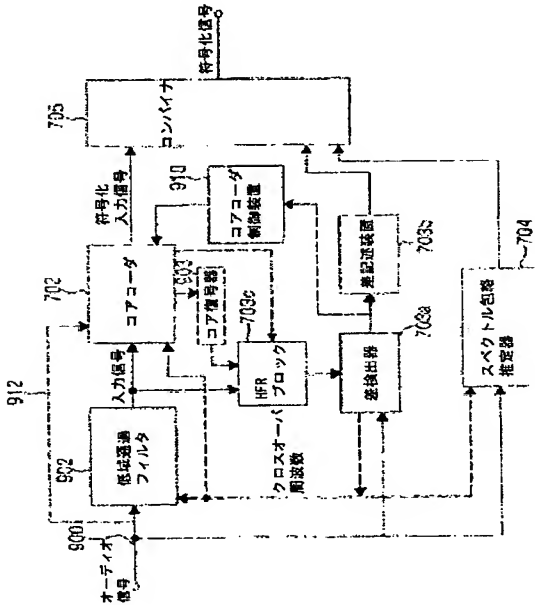 オーディオ
信号
900
912
902
低域通過
フィルタ
入力信号
702
コアコーダ
903
コア復号器
703c
HFR
ブロック
クロスオーバ
周波数
符号化
入力信号
910
コアコーダ
制御装置
703a
差検出器
703b
差記述装置
704
スペクトル包絡
推定器
705
コンバイナ
符号化信号